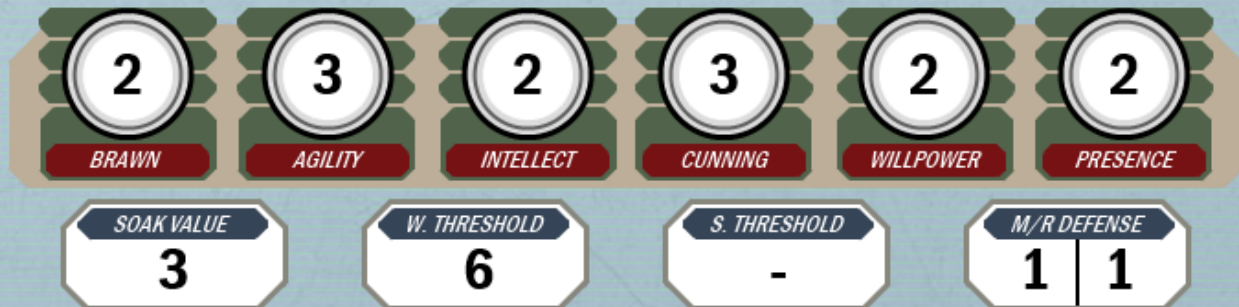 2 3 2 3 2 2
BRAWN AGILITY INTELLECT CUNNING WILLPOWER PRESENCE
SOAK VALUE W. THRESHOLD S. THRESHOLD M/R DEFENSE
3 6 - 1 1